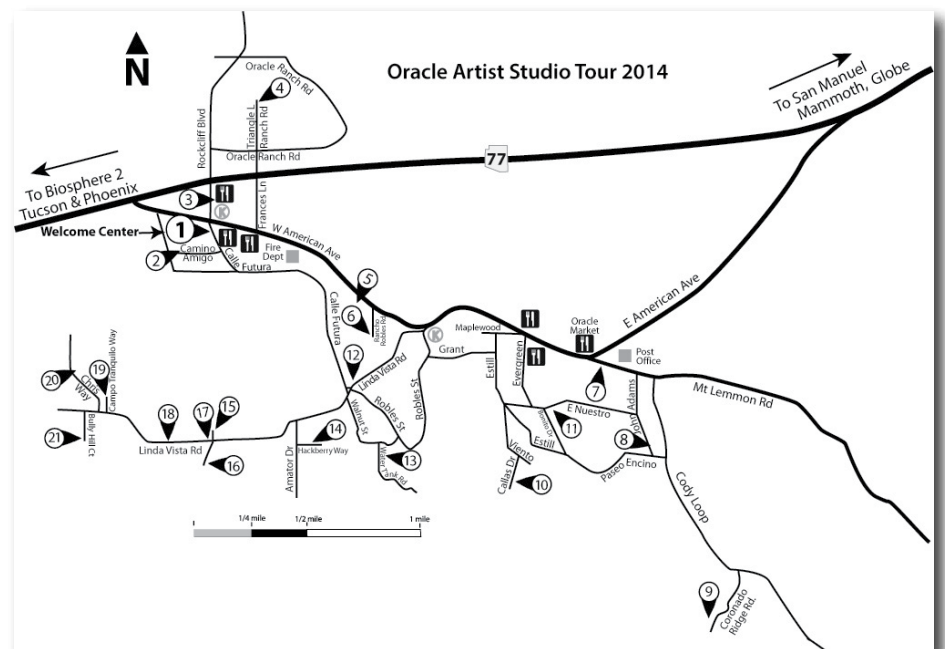 Oracle Artist Studio Tour 2014
N
Oracle Ranch Rd
4
Triangle L
Ranch Rd
Rockcliff Blvd
Oracle Ranch Rd
77
To San Manuel
Mammoth, Globe
To Biosphere 2
Tucson & Phoenix
3
K
Frances Ln
Welcome Center
1
W American Ave
2
Camino
Amigo
Calle Futura
Fire
Dept
5
6
Rancho
Robles Rd
Calle Futura
K
Maplewood
Grant
Estill
Evergreen
Oracle
Market
E American Ave
Post
Office
7
Mt Lemmon Rd
12
Linda Vista Rd
Robles St
Robles St
Walnut St
13
Water
Tank Rd
E Nuestro
11
Bonito Dr
Estill
John Adams
8
Paseo Encino
Viento
Callas Dr
10
Cody Loop
9
Coronado
Ridge Rd.
20
Chris
Way
19
Campo Tranquilo Way
21
Bully Hill Ct
18
17
15
16
Linda Vista Rd
14
Hackberry Way
Amator Dr
1/4 mile
1/2 mile
1 mile